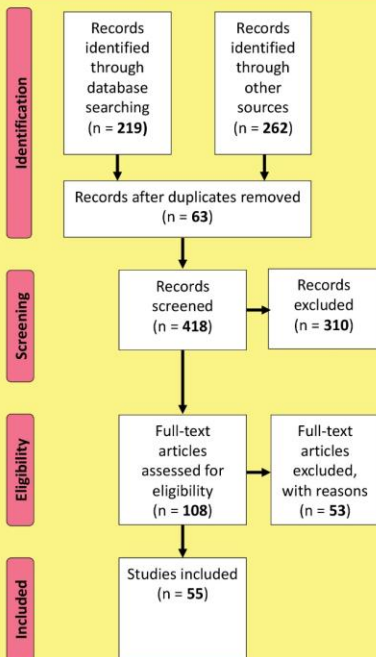 Identification
Records
identified
through
database
searching
(n = 219)
Records
identified
through
other
sources
(n = 262)
Records after duplicates removed
(n = 63)
Screening
Records
screened
(n = 418)
Records
excluded
(n = 310)
Eligibility
Full-text
articles
assessed for
eligibility
(n = 108)
Full-text
articles
excluded,
with reasons
(n = 53)
Included
Studies included
(n = 55)